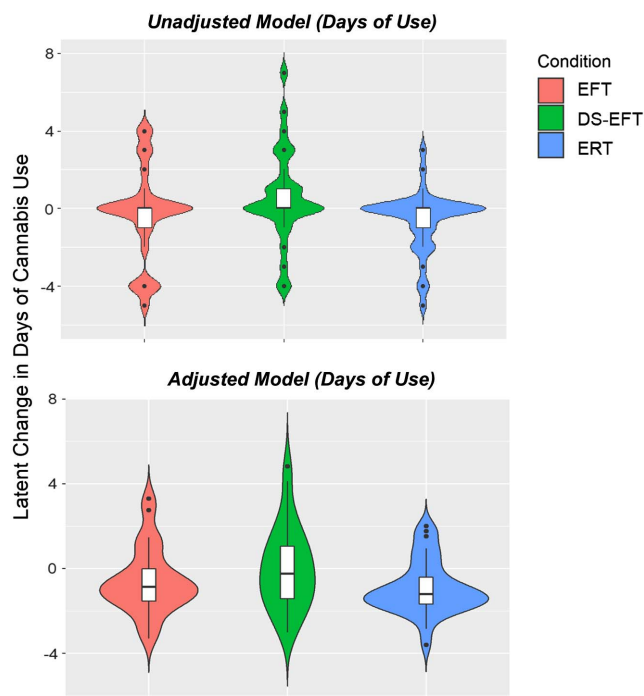 Unadjusted Model (Days of Use)
Latent Change in Days of Cannabis Use
8
4
0
-4
Condition
EFT
DS-EFT
ERT
Adjusted Model (Days of Use)
8
4
0
-4